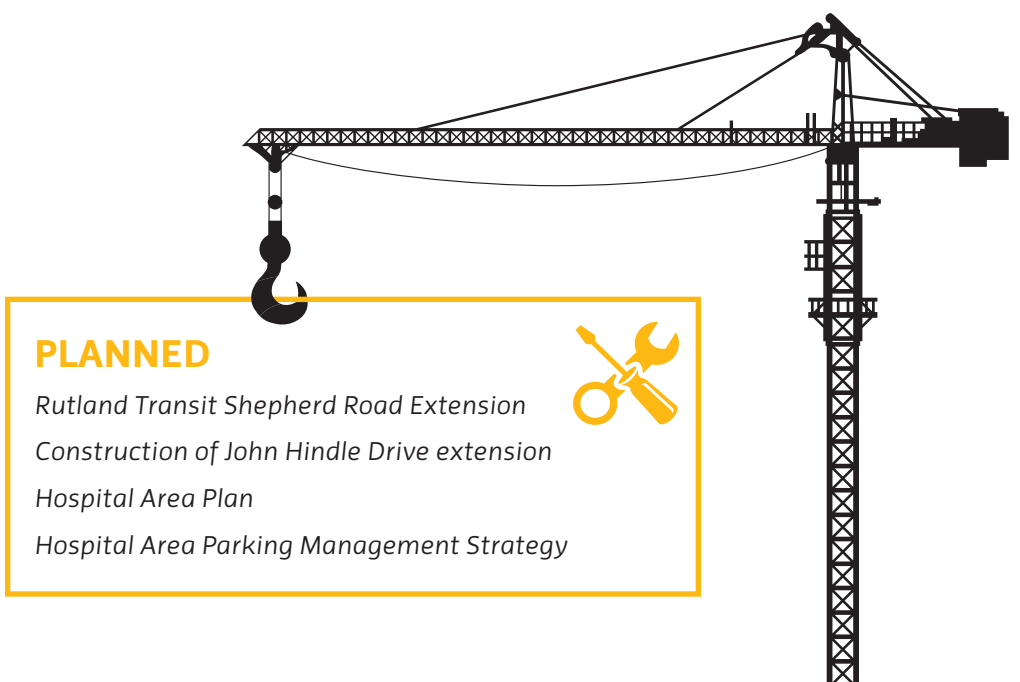 PLANNED
Rutland Transit Shepherd Road Extension
Construction of John Hindle Drive extension
Hospital Area Plan
Hospital Area Parking Management Strategy